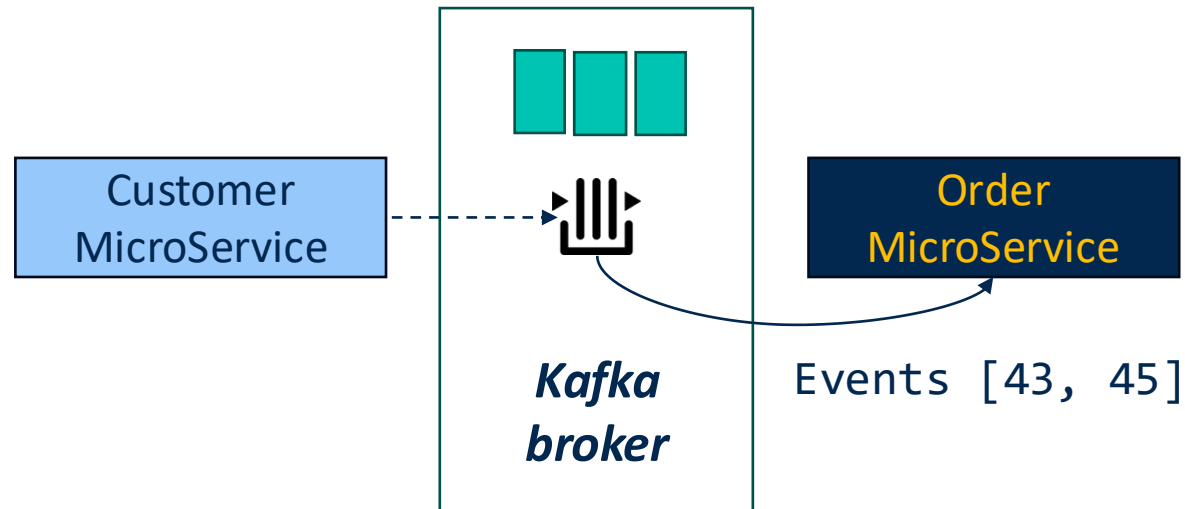 Customer
MicroService
Order
MicroService
Kafka
broker
Events [43, 45]